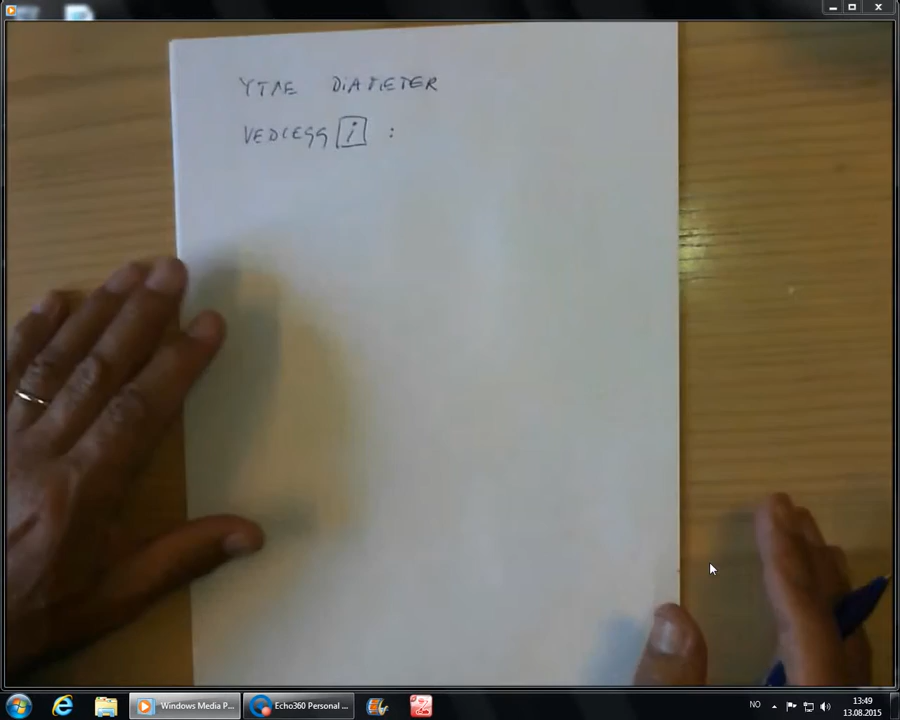 YTRE DIAMETER
VEDLEGG i :
Windows Media P...
Echo360 Personal ...
NO
13:49
13.08.2015